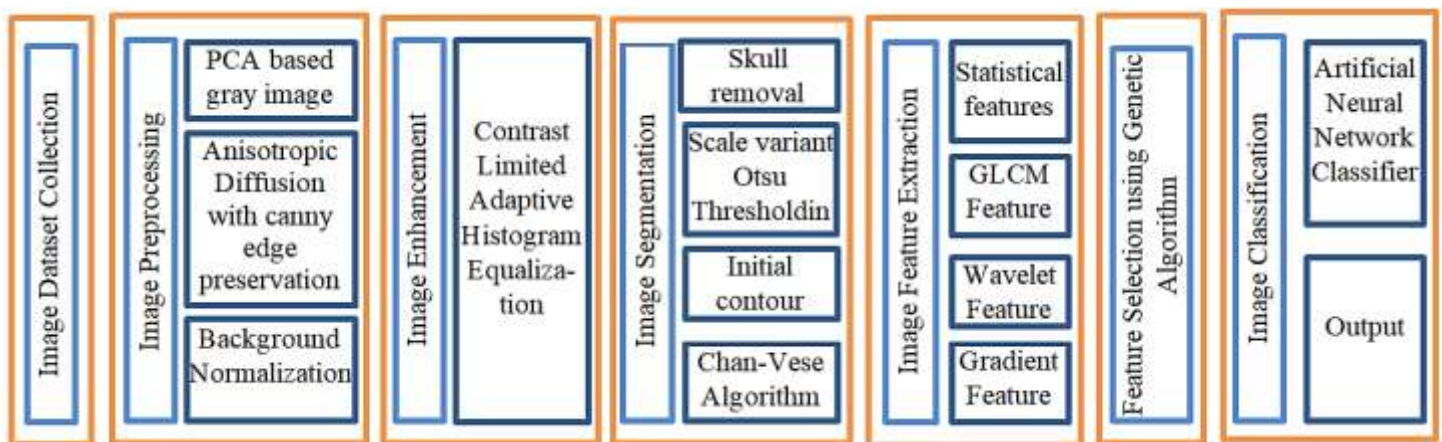 Image Dataset Collection
Image Preprocessing
PCA based
gray image
Anisotropic
Diffusion
with canny
edge
preservation
Background
Normalization
Image Enhancement
Contrast
Limited
Adaptive
Histogram
Equaliza-
tion
Image Segmentation
Skull
removal
Scale variant
Otsu
Thresholdin
Initial
contour
Chan-Vese
Algorithm
Image Feature Extraction
Statistical
features
GLCM
Feature
Wavelet
Feature
Gradient
Feature
Feature Selection using Genetic
Algorithm
Image Classification
Artificial
Neural
Network
Classifier
Output